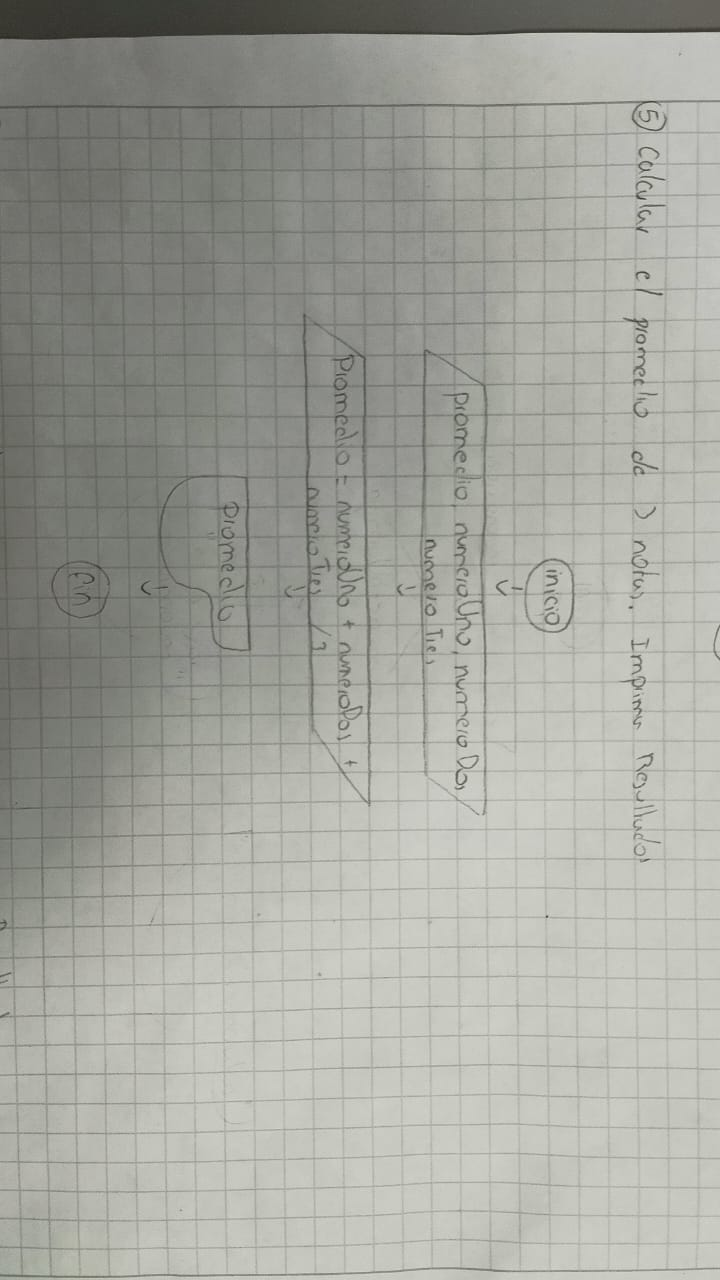 ⑤ Calcular el promedio de 3 notas. Imprimir Resultados
inicio
promedio, numeroUno, numeroDos,
numeroTres
Promedio = numeroUno + numeroDos +
numeroTres /3
Promedio
fin